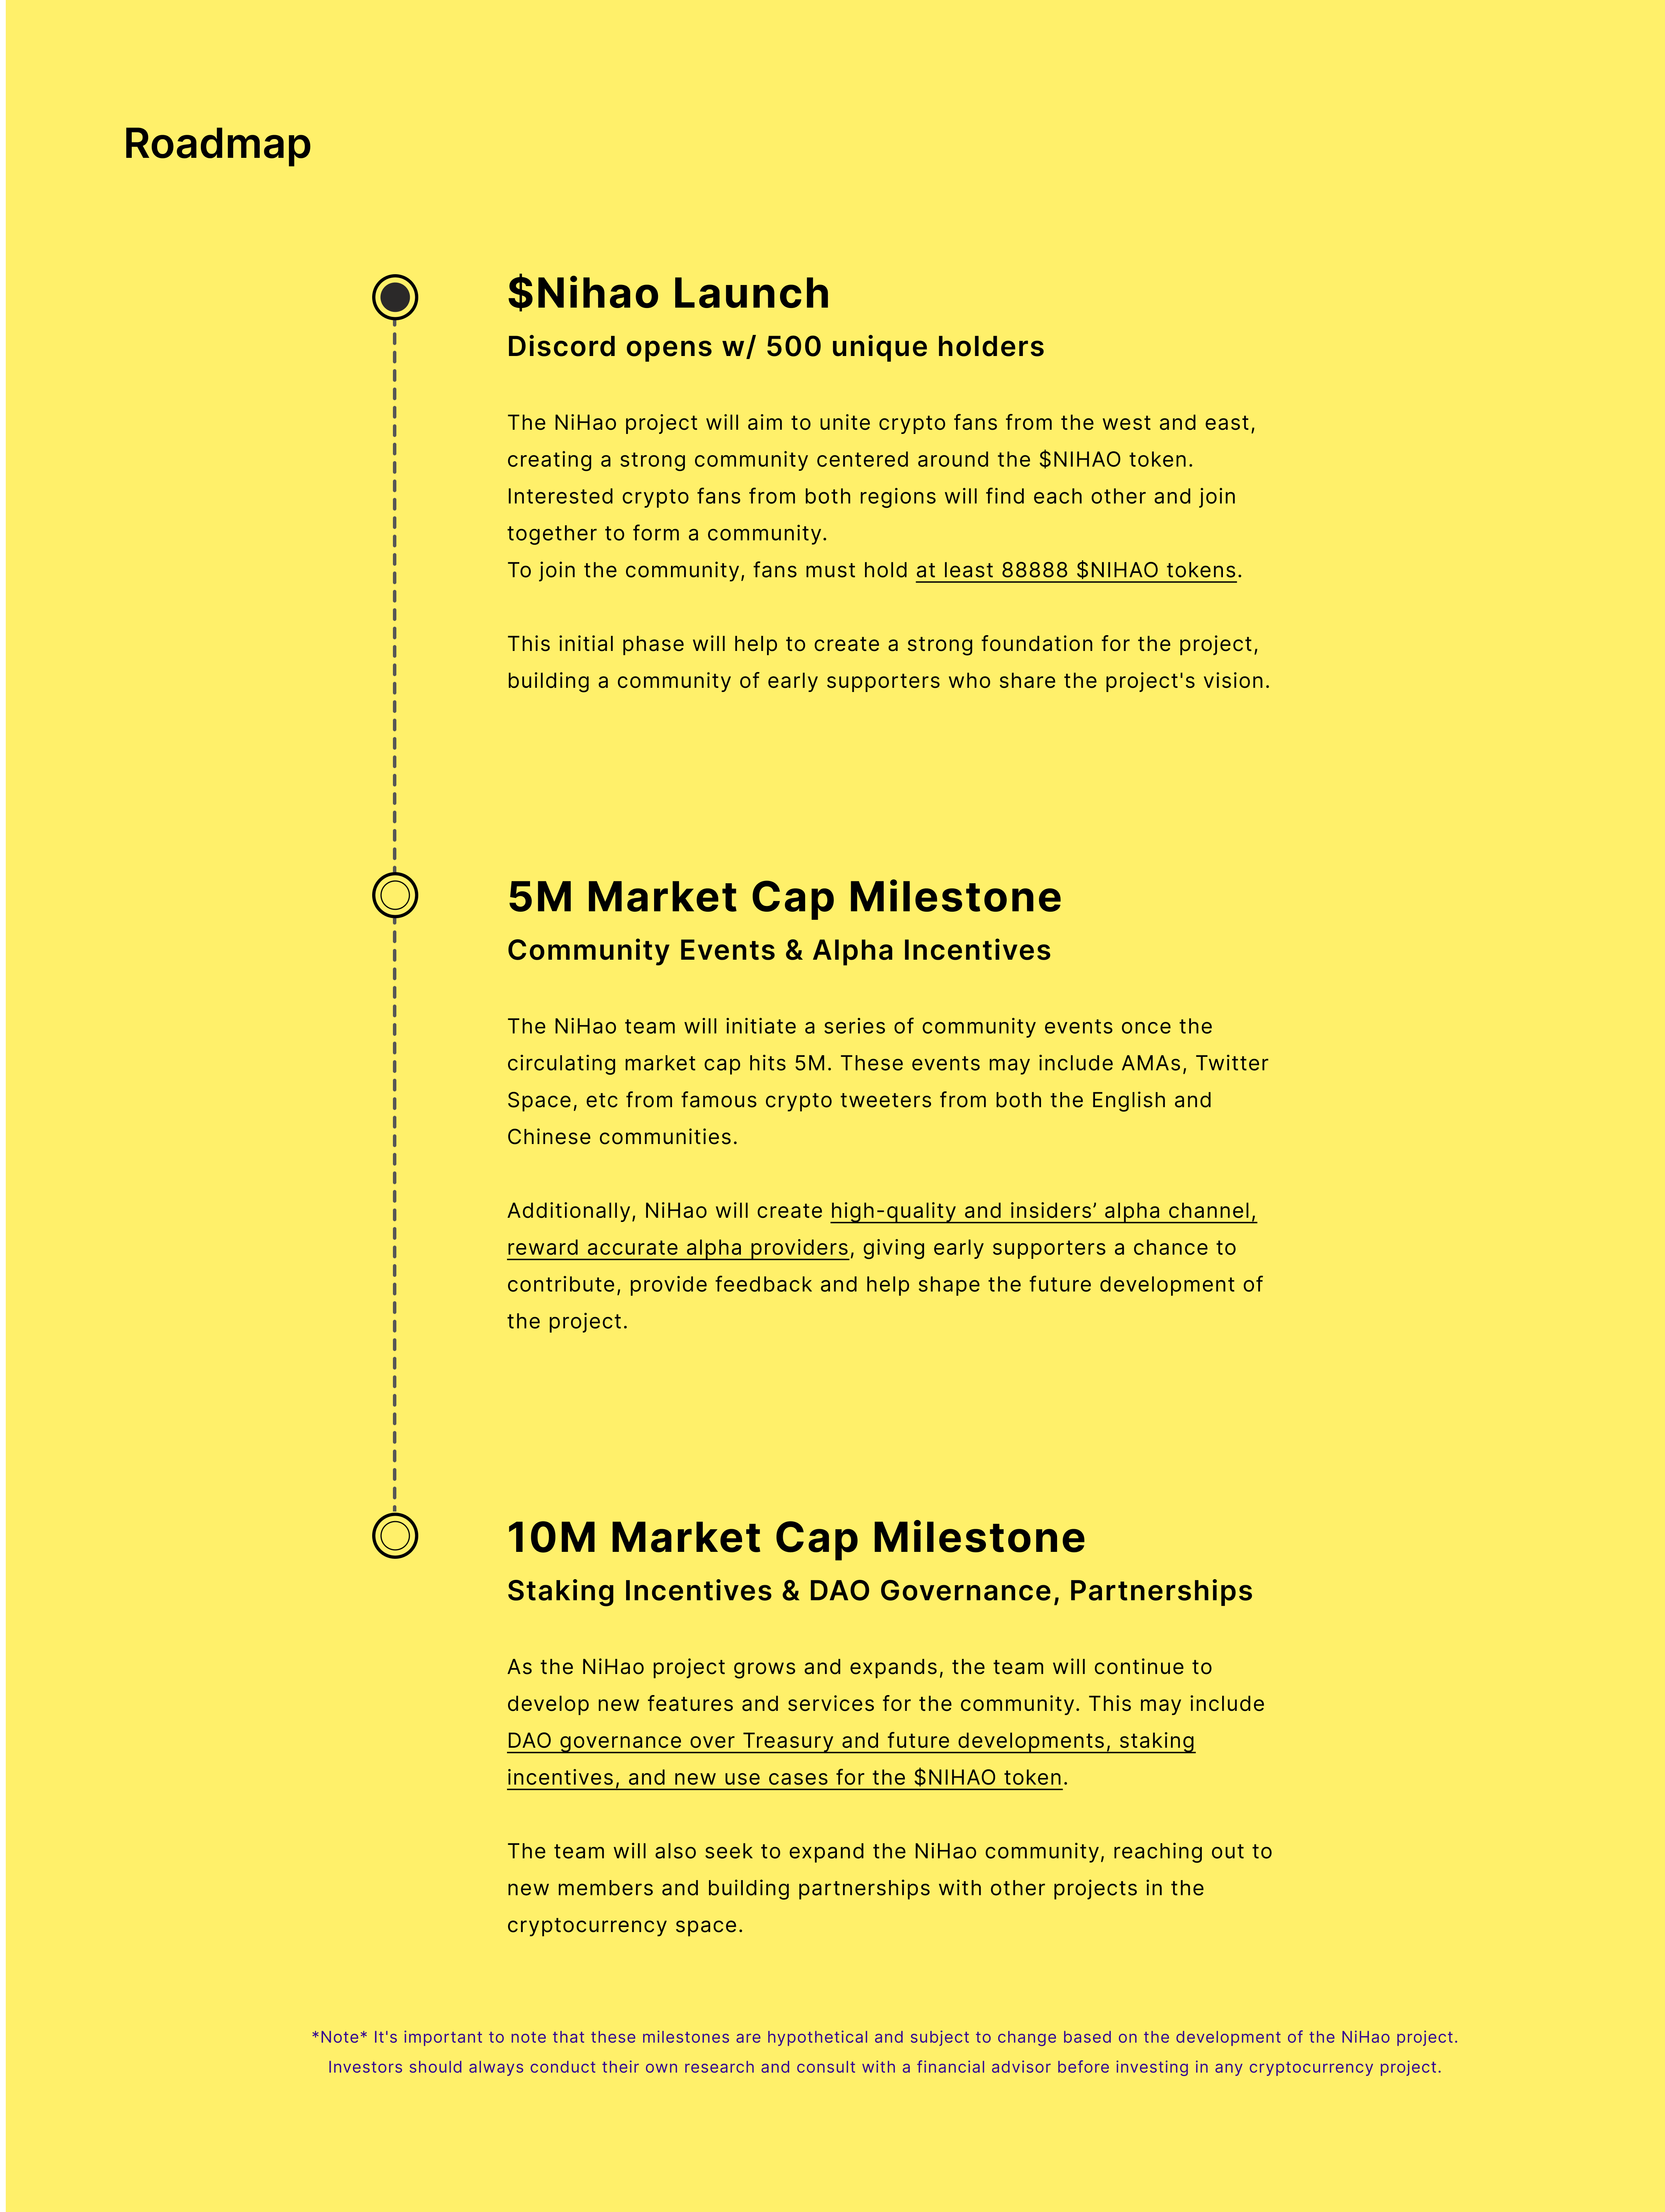 Roadmap
$Nihao Launch
Discord opens w/ 500 unique holders
The NiHao project will aim to unite crypto fans from the west and east,
creating a strong community centered around the $NIHAO token.
Interested crypto fans from both regions will find each other and join
together to form a community.
To join the community, fans must hold at least 88888 $NIHAO tokens.
This initial phase will help to create a strong foundation for the project,
building a community of early supporters who share the project's vision.
5M Market Cap Milestone
Community Events & Alpha Incentives
The NiHao team will initiate a series of community events once the
circulating market cap hits 5M. These events may include AMAs, Twitter
Space, etc from famous crypto tweeters from both the English and
Chinese communities.
Additionally, NiHao will create high-quality and insiders’ alpha channel,
reward accurate alpha providers, giving early supporters a chance to
contribute, provide feedback and help shape the future development of
the project.
10M Market Cap Milestone
Staking Incentives & DAO Governance, Partnerships
As the NiHao project grows and expands, the team will continue to
develop new features and services for the community. This may include
DAO governance over Treasury and future developments, staking
incentives, and new use cases for the $NIHAO token.
The team will also seek to expand the NiHao community, reaching out to
new members and building partnerships with other projects in the
cryptocurrency space.
*Note* It's important to note that these milestones are hypothetical and subject to change based on the development of the NiHao project.
Investors should always conduct their own research and consult with a financial advisor before investing in any cryptocurrency project.